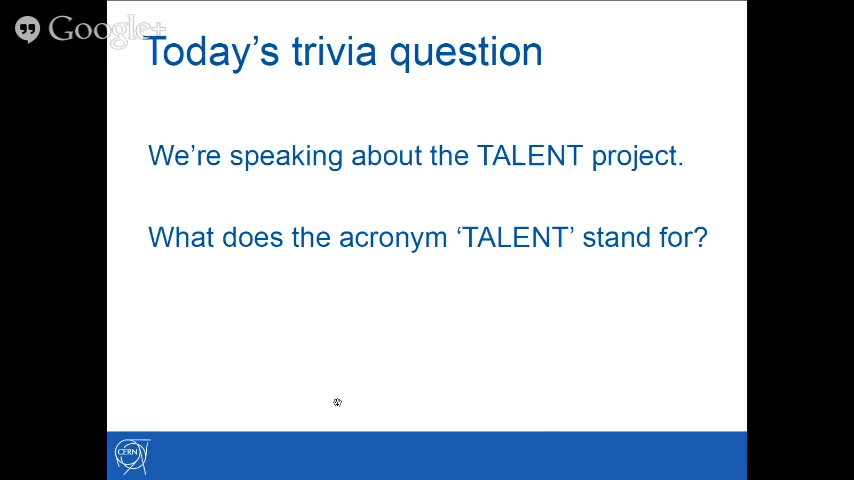 Google+
Today's trivia question
We're speaking about the TALENT project.
What does the acronym ‘TALENT’ stand for?
CERN